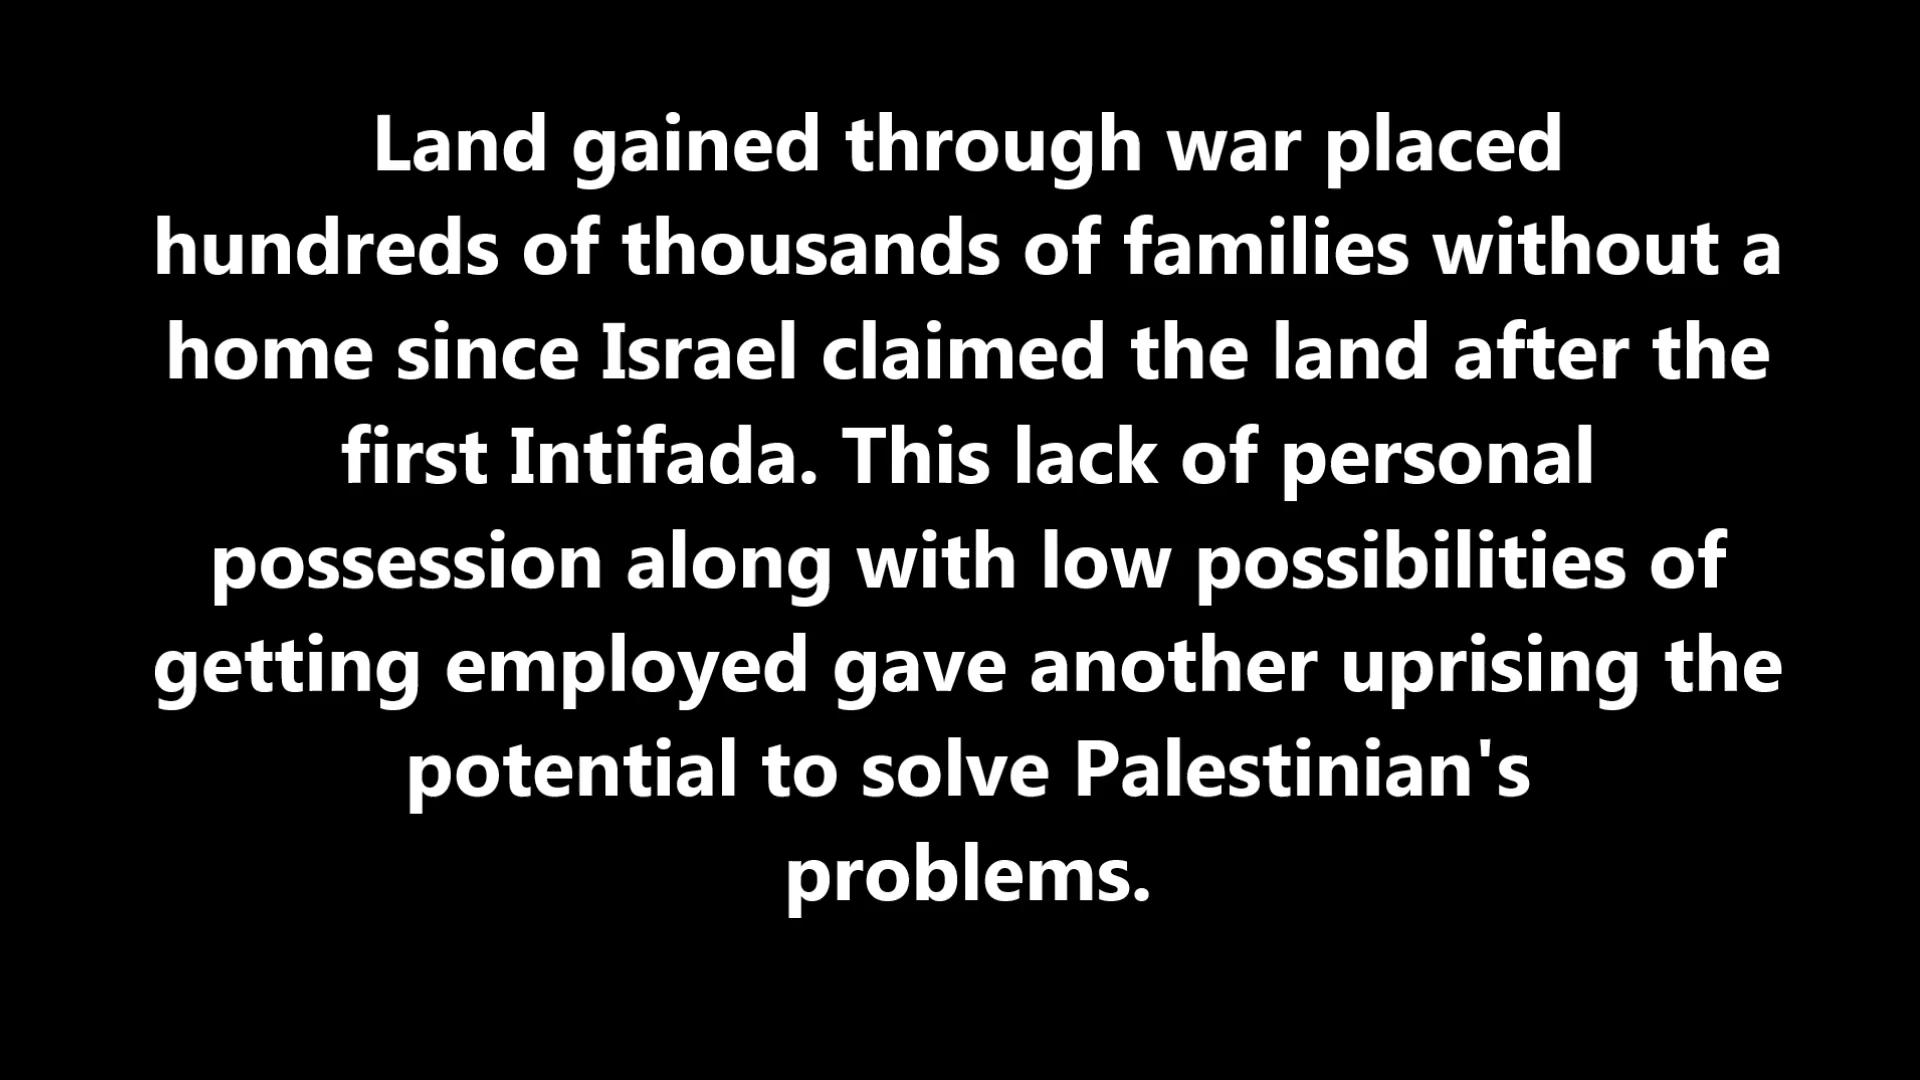 Land gained through war placed
hundreds of thousands of families without a
home since Israel claimed the land after the
first Intifada. This lack of personal
possession along with low possibilities of
getting employed gave another uprising the
potential to solve Palestinian's
problems.